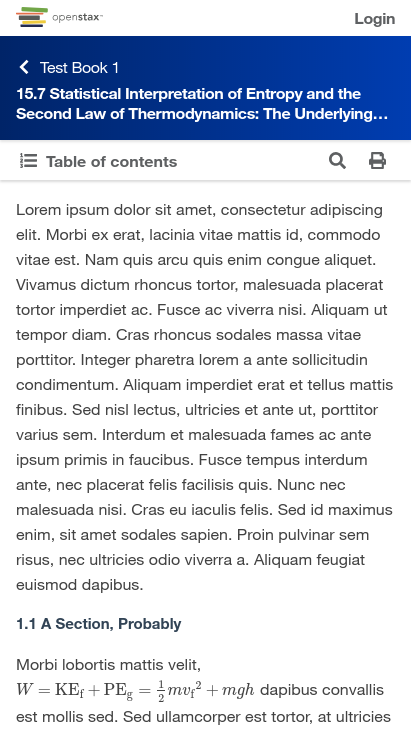 openstax™
Login
Test Book 1
15.7 Statistical Interpretation of Entropy and the
Second Law of Thermodynamics: The Underlying…
Table of contents
Lorem ipsum dolor sit amet, consectetur adipiscing
elit. Morbi ex erat, lacinia vitae mattis id, commodo
vitae est. Nam quis arcu quis enim congue aliquet.
Vivamus dictum rhoncus tortor, malesuada placerat
tortor imperdiet ac. Fusce ac viverra nisi. Aliquam ut
tempor diam. Cras rhoncus sodales massa vitae
porttitor. Integer pharetra lorem a ante sollicitudin
condimentum. Aliquam imperdiet erat et tellus mattis
finibus. Sed nisl lectus, ultricies et ante ut, porttitor
varius sem. Interdum et malesuada fames ac ante
ipsum primis in faucibus. Fusce tempus interdum
ante, nec placerat felis facilisis quis. Nunc nec
malesuada nisi. Cras eu iaculis felis. Sed id maximus
enim, sit amet sodales sapien. Proin pulvinar sem
risus, nec ultricies odio viverra a. Aliquam feugiat
euismod dapibus.
1.1 A Section, Probably
Morbi lobortis mattis velit,
W = KE_f + PE_g = 1/2 mv_f² + mgh dapibus convallis
est mollis sed. Sed ullamcorper est tortor, at ultricies